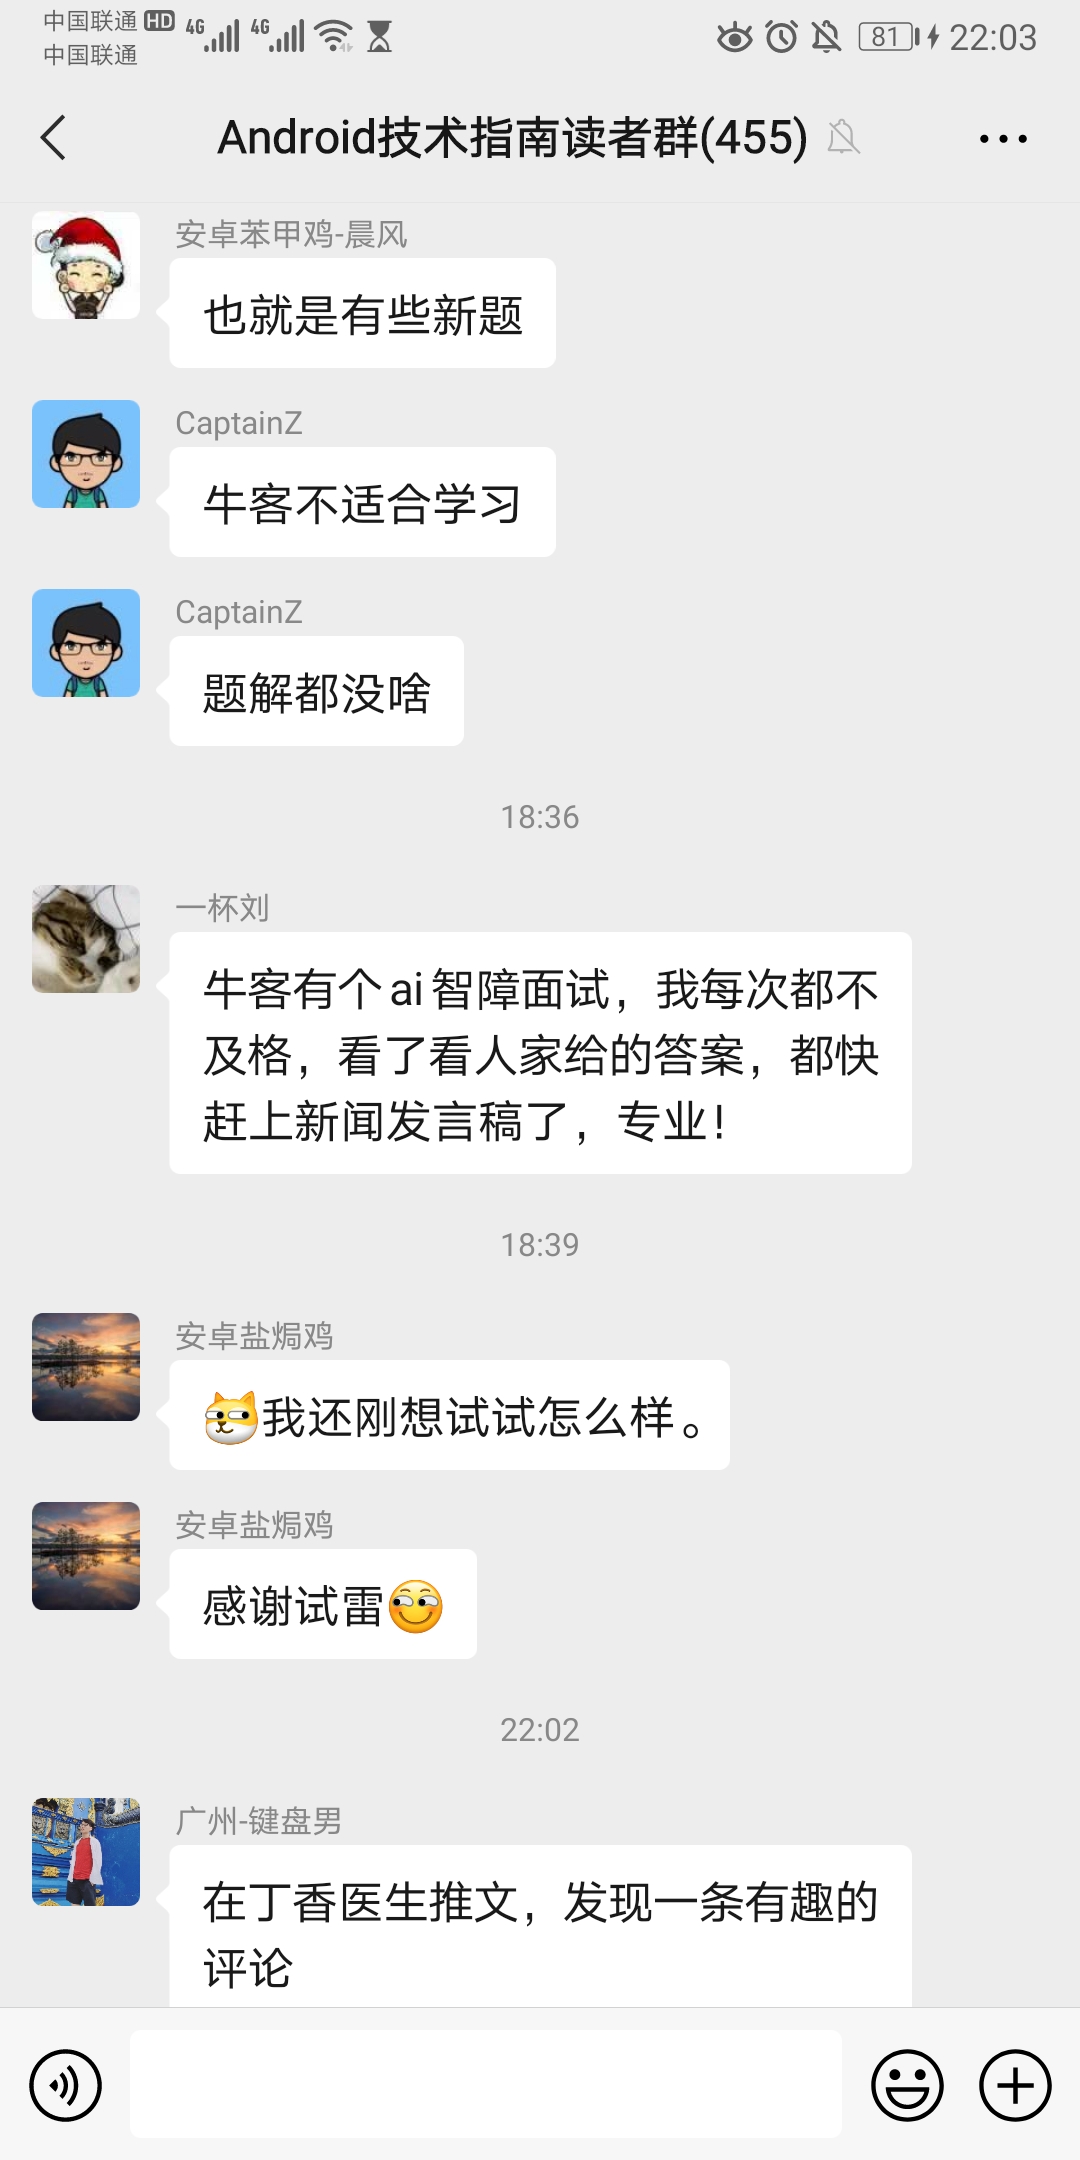 中国联通 HD 4G 4G 81 22:03
中国联通
Android技术指南读者群(455)
安卓苯甲鸡-晨风
也就是有些新题
CaptainZ
牛客不适合学习
CaptainZ
题解都没啥
18:36
一杯刘
牛客有个ai智障面试，我每次都不
及格，看了看人家给的答案，都快
赶上新闻发言稿了，专业！
18:39
安卓盐焗鸡
我还刚想试试怎么样。
安卓盐焗鸡
感谢试雷
22:02
广州-键盘男
在丁香医生推文，发现一条有趣的
评论